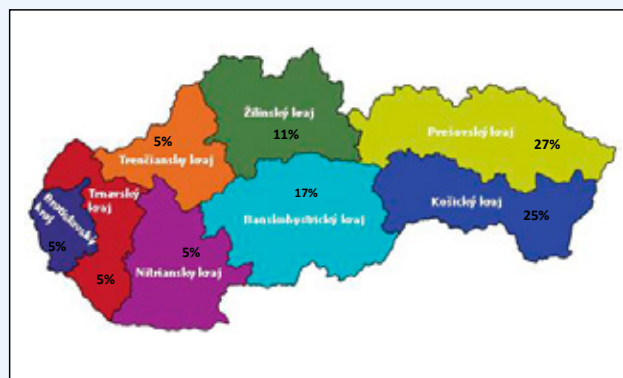 Žilinský kraj
11%
5%
Trenčiansky kraj
Prešovský kraj
27%
Trnavský
kraj
5%
Bratislavský
kraj
5%
Nitriansky kraj
5%
17%
Banskobystrický kraj
Košický kraj
25%